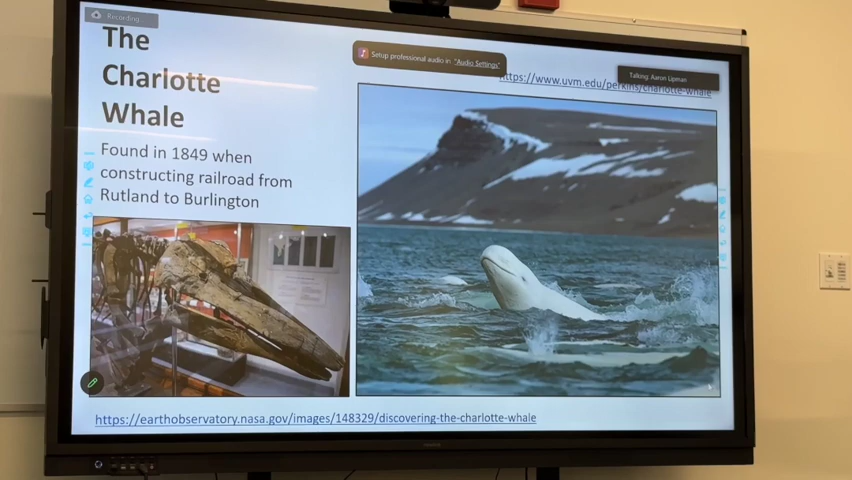 Recording...
The
Charlotte
Whale
Setup professional audio in "Audio Settings"
Talking: Aaron Lipman
https://www.uvm.edu/perkins/charlotte-whale
Found in 1849 when
constructing railroad from
Rutland to Burlington
https://earthobservatory.nasa.gov/images/148329/discovering-the-charlotte-whale